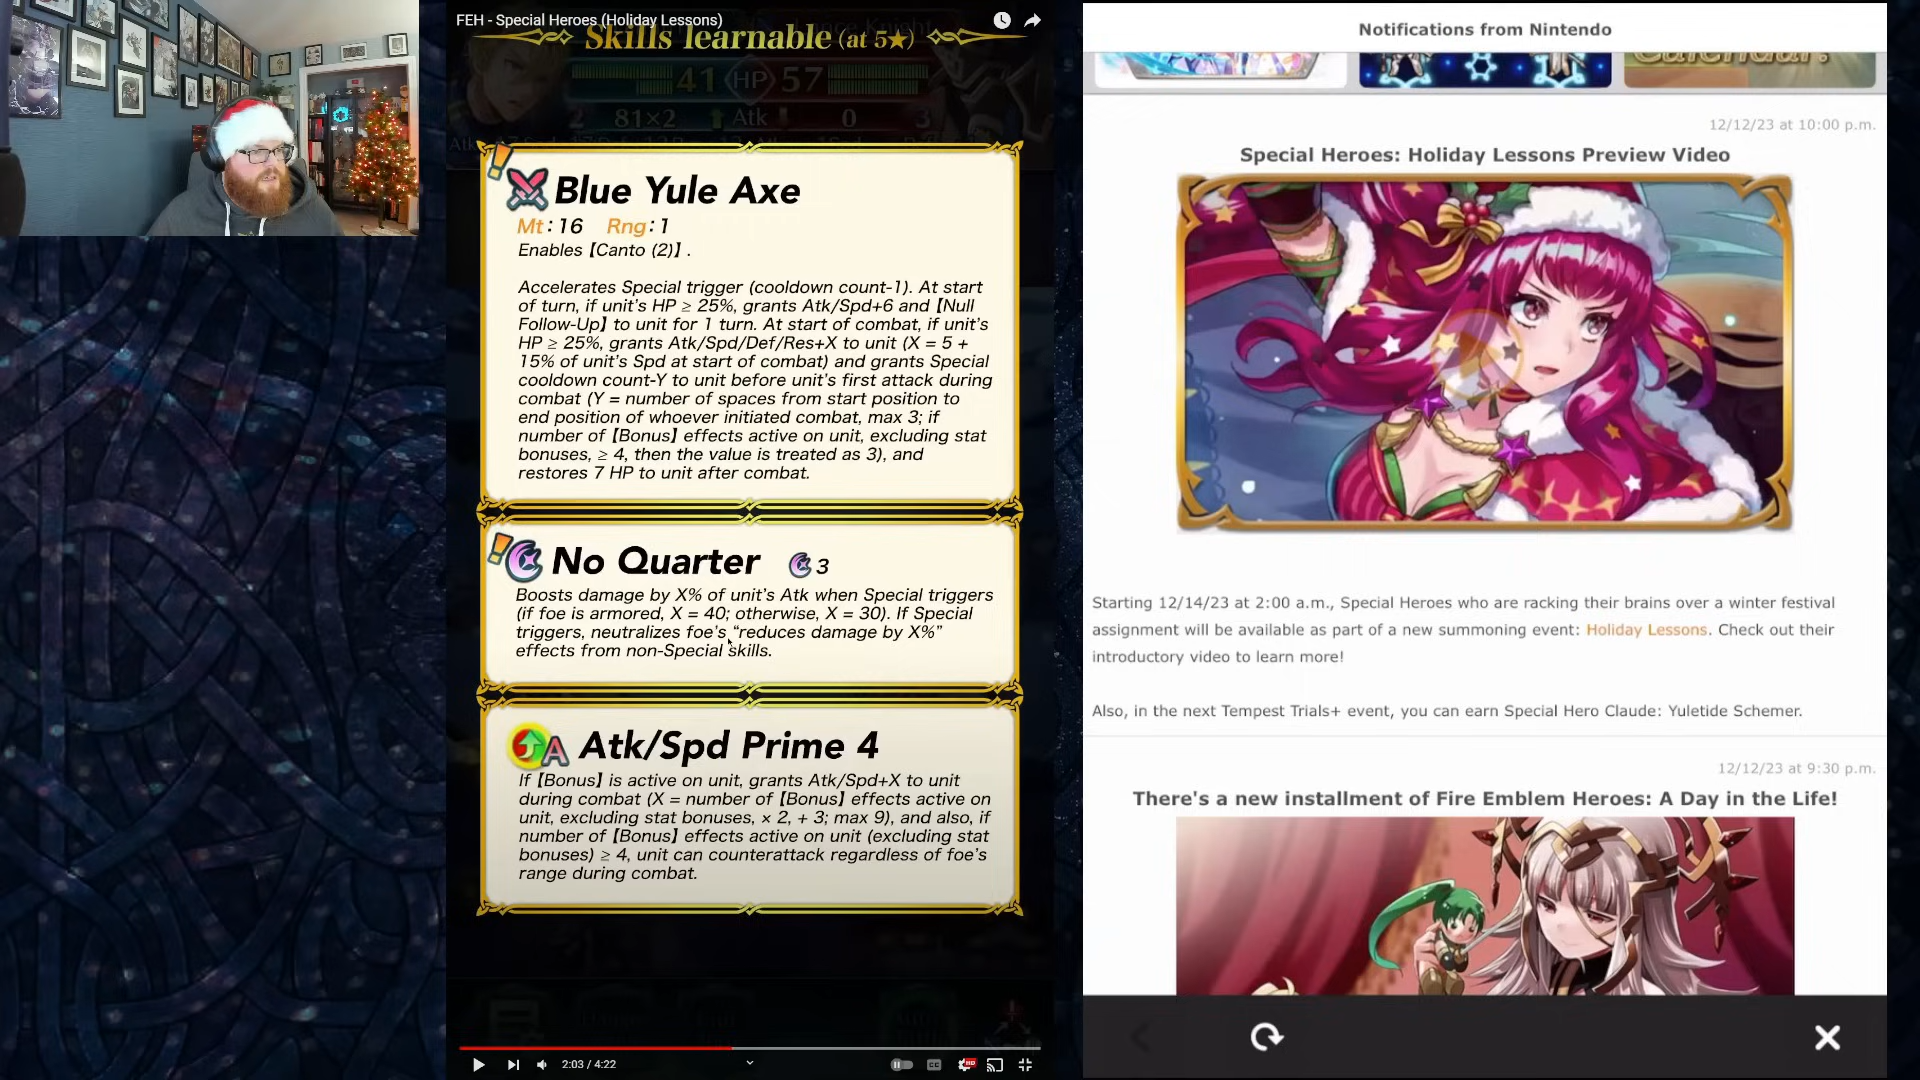 FEH - Special Heroes (Holiday Lessons)
Skills learnable (at 5★)
41 HP 57
81×2 Atk 0
Blue Yule Axe
Mt:16 Rng:1
Enables【Canto (2)】.
Accelerates Special trigger (cooldown count-1). At start
of turn, if unit's HP ≥ 25%, grants Atk/Spd+6 and【Null
Follow-Up】to unit for 1 turn. At start of combat, if unit's
HP ≥ 25%, grants Atk/Spd/Def/Res+X to unit (X = 5 +
15% of unit's Spd at start of combat) and grants Special
cooldown count-Y to unit before unit's first attack during
combat (Y = number of spaces from start position to
end position of whoever initiated combat, max 3; if
number of【Bonus】effects active on unit, excluding stat
bonuses, ≥ 4, then the value is treated as 3), and
restores 7 HP to unit after combat.
No Quarter 3
Boosts damage by X% of unit's Atk when Special triggers
(if foe is armored, X = 40; otherwise, X = 30). If Special
triggers, neutralizes foe's “reduces damage by X%”
effects from non-Special skills.
A Atk/Spd Prime 4
If【Bonus】is active on unit, grants Atk/Spd+X to unit
during combat (X = number of【Bonus】effects active on
unit, excluding stat bonuses, × 2, + 3; max 9), and also, if
number of【Bonus】effects active on unit (excluding stat
bonuses) ≥ 4, unit can counterattack regardless of foe's
range during combat.
2:03 / 4:22
Notifications from Nintendo
12/12/23 at 10:00 p.m.
Special Heroes: Holiday Lessons Preview Video
Starting 12/14/23 at 2:00 a.m., Special Heroes who are racking their brains over a winter festival
assignment will be available as part of a new summoning event: Holiday Lessons. Check out their
introductory video to learn more!
Also, in the next Tempest Trials+ event, you can earn Special Hero Claude: Yuletide Schemer.
12/12/23 at 9:30 p.m.
There's a new installment of Fire Emblem Heroes: A Day in the Life!